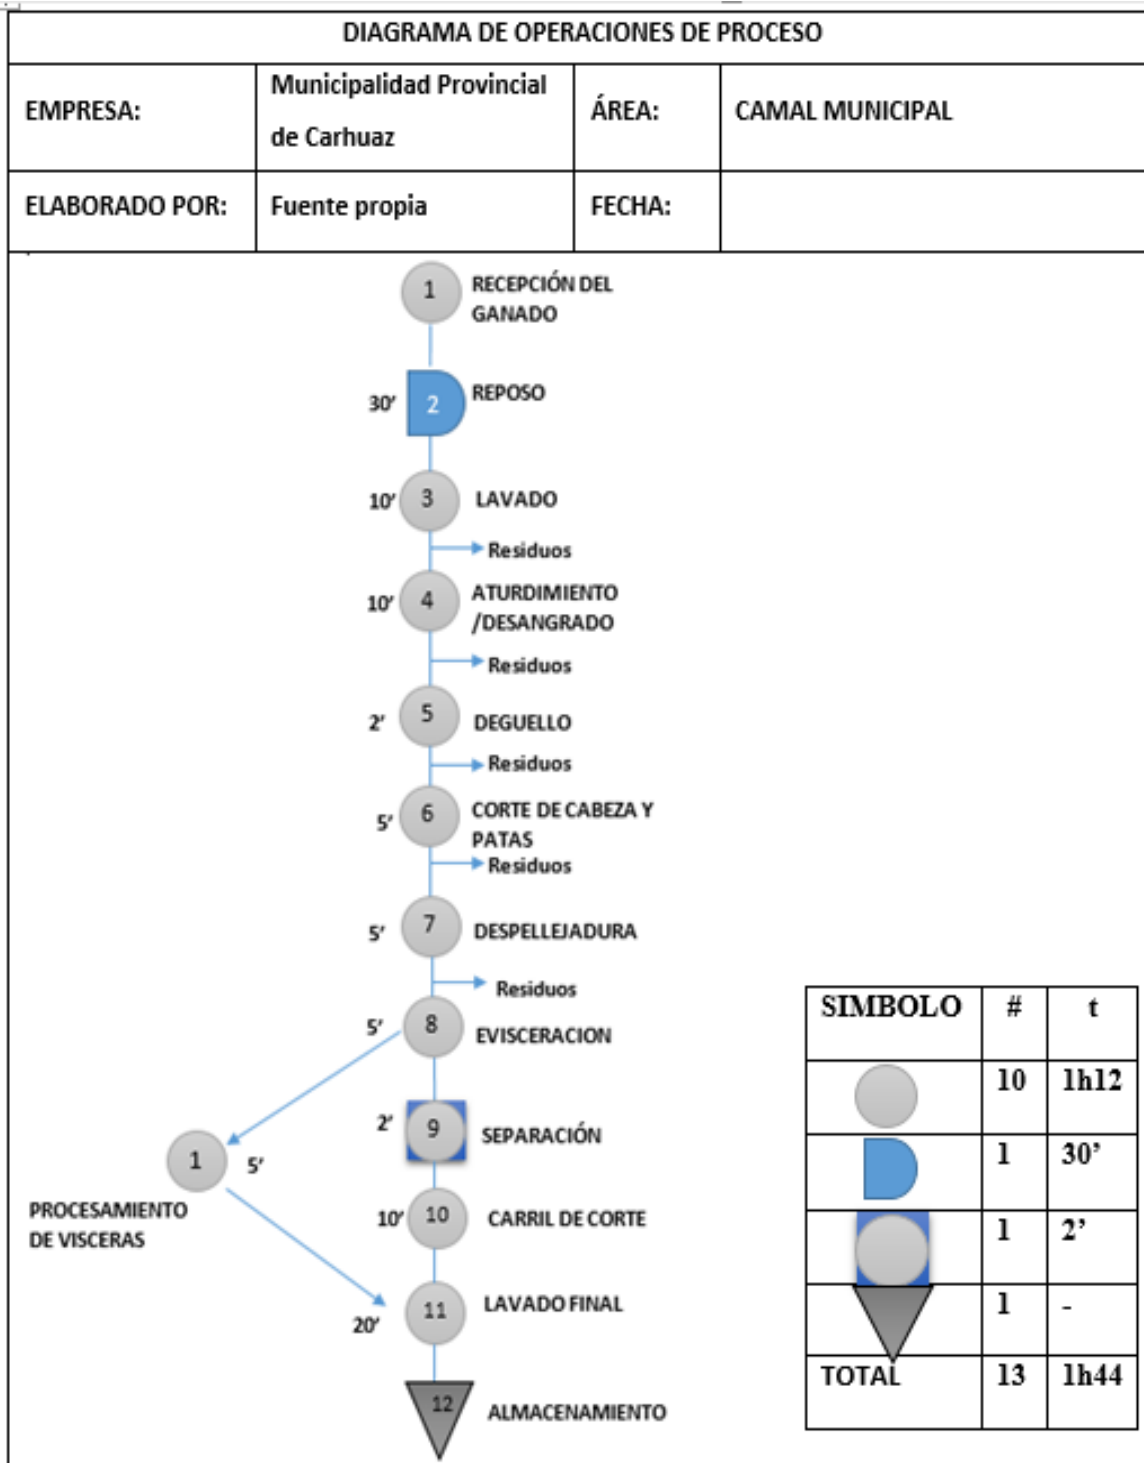 DIAGRAMA DE OPERACIONES DE PROCESO
EMPRESA:
Municipalidad Provincial
de Carhuaz
ÁREA:
CAMAL MUNICIPAL
ELABORADO POR:
Fuente propia
FECHA:
1
RECEPCIÓN DEL
GANADO
30'
2
REPOSO
10'
3
LAVADO
Residuos
10'
4
ATURDIMIENTO
/DESANGRADO
Residuos
2'
5
DEGUELLO
Residuos
5'
6
CORTE DE CABEZA Y
PATAS
Residuos
5'
7
DESPELLEJADURA
Residuos
5'
8
EVISCERACION
2'
9
SEPARACIÓN
1
5'
PROCESAMIENTO
DE VISCERAS
10'
10
CARRIL DE CORTE
20'
11
LAVADO FINAL
12
ALMACENAMIENTO
SIMBOLO # t
10 1h12
1 30’
1 2’
1 -
TOTAL 13 1h44